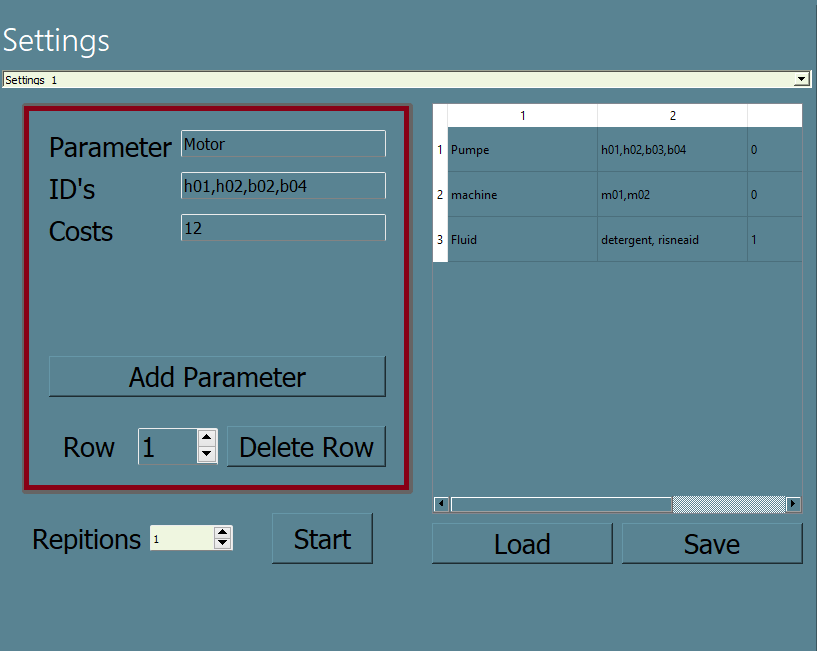 Settings
Settings 1
Parameter Motor
ID's h01,h02,b02,b04
Costs 12
Add Parameter
Row 1 Delete Row
1 2
1 Pumpe h01,h02,b03,b04 0
2 machine m01,m02 0
3 Fluid detergent, risneaid 1
Repitions 1 Start
Load Save